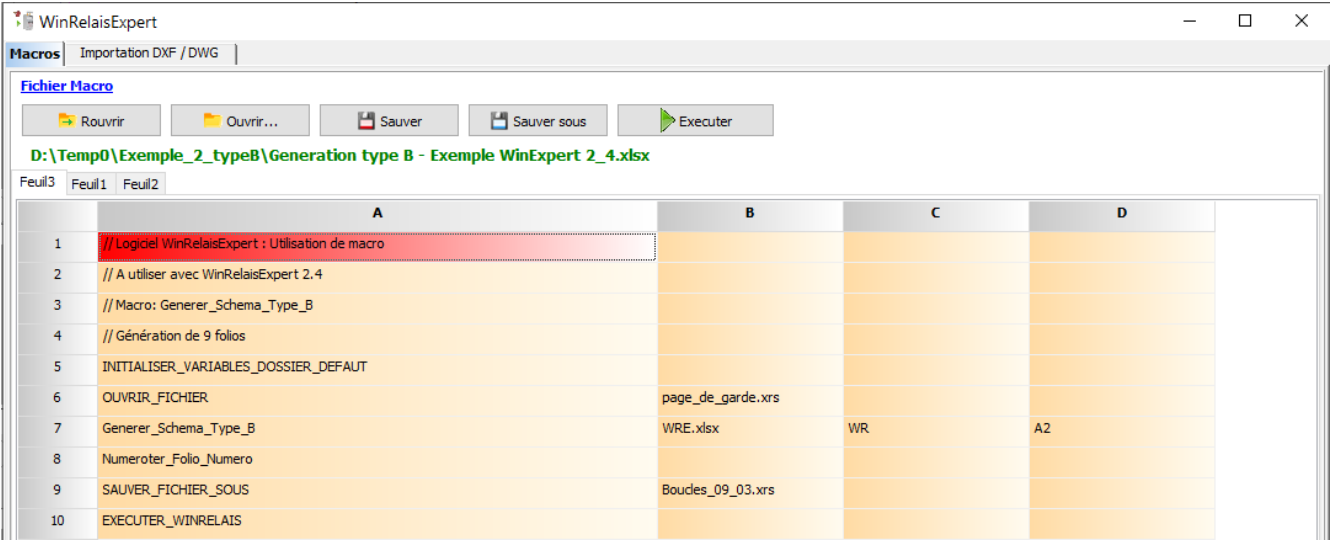 WinRelaisExpert
Macros Importation DXF / DWG
Fichier Macro
Rouvrir Ouvrir... Sauver Sauver sous Executer
D:\Temp0\Exemple_2_typeB\Generation type B - Exemple WinExpert 2_4.xlsx
Feuil3 Feuil1 Feuil2
A B C D
1 // Logiciel WinRelaisExpert : Utilisation de macro
2 // A utiliser avec WinRelaisExpert 2.4
3 // Macro: Generer_Schema_Type_B
4 // Génération de 9 folios
5 INITIALISER_VARIABLES_DOSSIER_DEFAUT
6 OUVRIR_FICHIER page_de_garde.xrs
7 Generer_Schema_Type_B WRE.xlsx WR A2
8 Numeroter_Folio_Numero
9 SAUVER_FICHIER_SOUS Boucles_09_03.xrs
10 EXECUTER_WINRELAIS